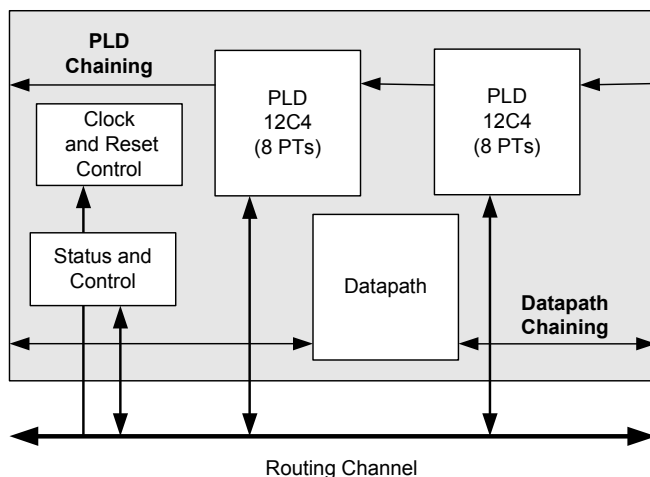 PLD
Chaining
PLD
12C4
(8 PTs)
PLD
12C4
(8 PTs)
Clock
and Reset
Control
Status and
Control
Datapath
Datapath
Chaining
Routing Channel